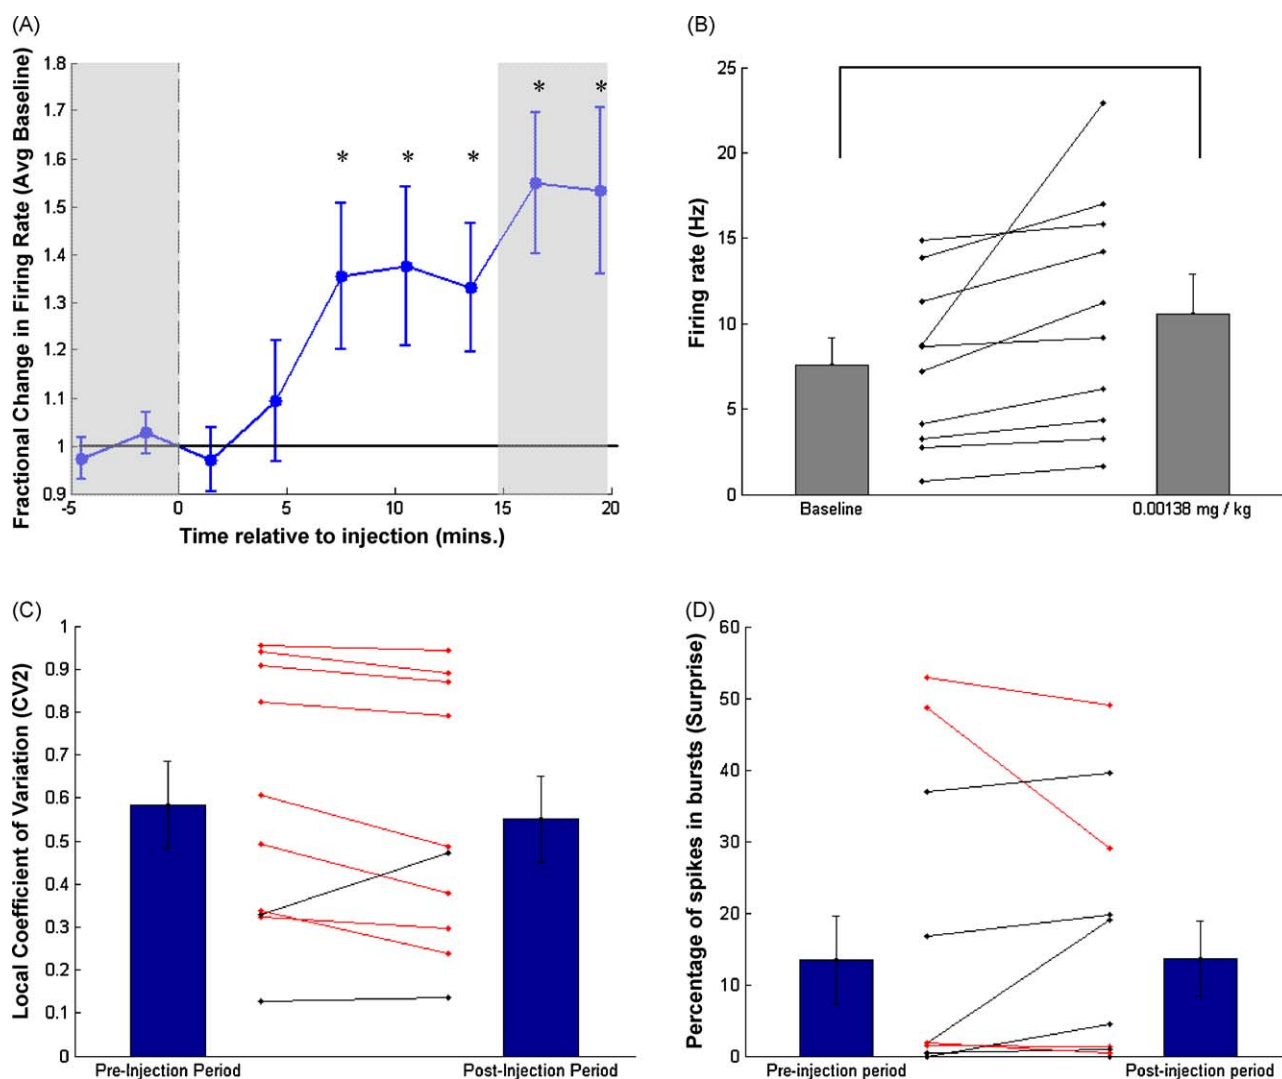 (A)
Fractional Change in Firing Rate (Avg Baseline)
1.8
1.7
1.6
1.5
1.4
1.3
1.2
1.1
1
0.9
* * * * *
-5 0 5 10 15 20
Time relative to injection (mins.)
(B)
Firing rate (Hz)
25
20
15
10
5
0
Baseline 0.00138 mg / kg
(C)
Local Coefficient of Variation (CV2)
1
0.9
0.8
0.7
0.6
0.5
0.4
0.3
0.2
0.1
0
Pre-Injection Period Post-Injection Period
(D)
Percentage of spikes in bursts (Surprise)
60
50
40
30
20
10
0
Pre-injection period Post-injection period